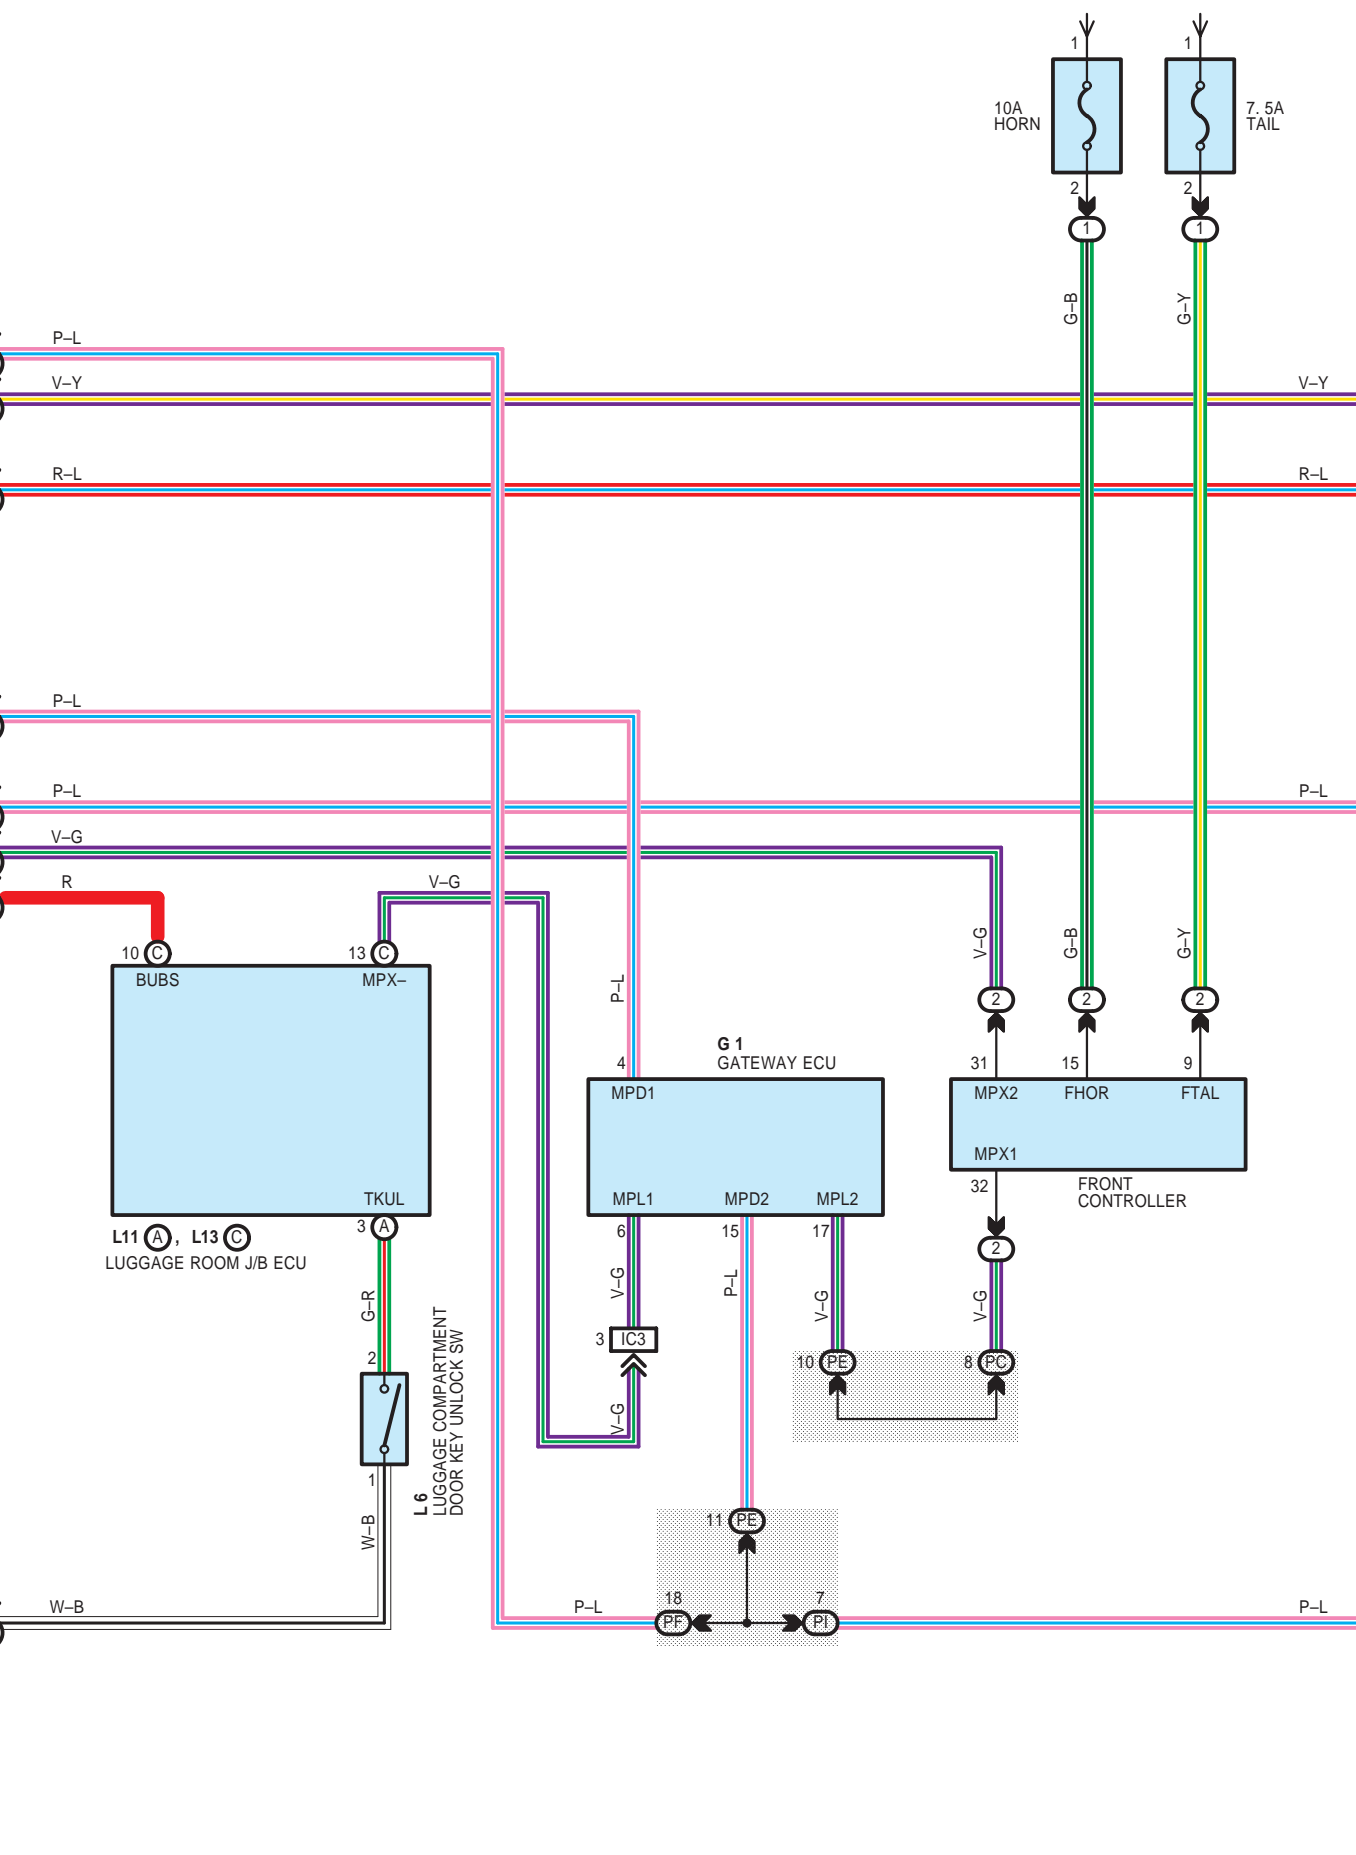 1
1
10A
HORN
7. 5A
TAIL
2
2
1
1
G–B
G–Y
P–L
V–Y
V–Y
R–L
R–L
P–L
P–L
P–L
V–G
R
V–G
V–G
G–B
G–Y
10
C
13
C
BUBS
MPX–
P–L
2
2
2
G 1
GATEWAY ECU
4
31
15
9
MPD1
MPX2
FHOR
FTAL
MPX1
TKUL
MPL1
MPD2
MPL2
32
FRONT
CONTROLLER
3
A
6
15
17
L11 A , L13 C
LUGGAGE ROOM J/B ECU
2
G–R
V–G
P–L
V–G
V–G
3
IC3
2
10
PE
8
PC
L 6
LUGGAGE COMPARTMENT
DOOR KEY UNLOCK SW
V–G
1
W–B
11
PE
W–B
P–L
18
PF
7
PI
P–L